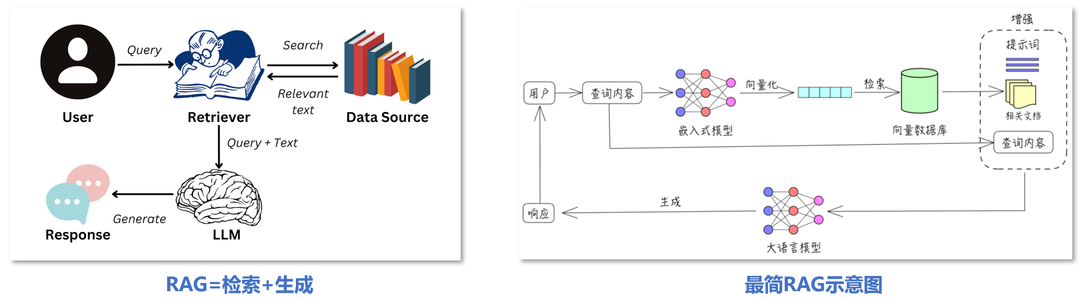 Query
Search
Relevant
text
User
Retriever
Data Source
Query + Text
Generate
Response
LLM
RAG=检索+生成
增强
提示词
用户
查询内容
向量化
检索
嵌入式模型
向量数据库
相关文档
查询内容
生成
响应
大语言模型
最简RAG示意图